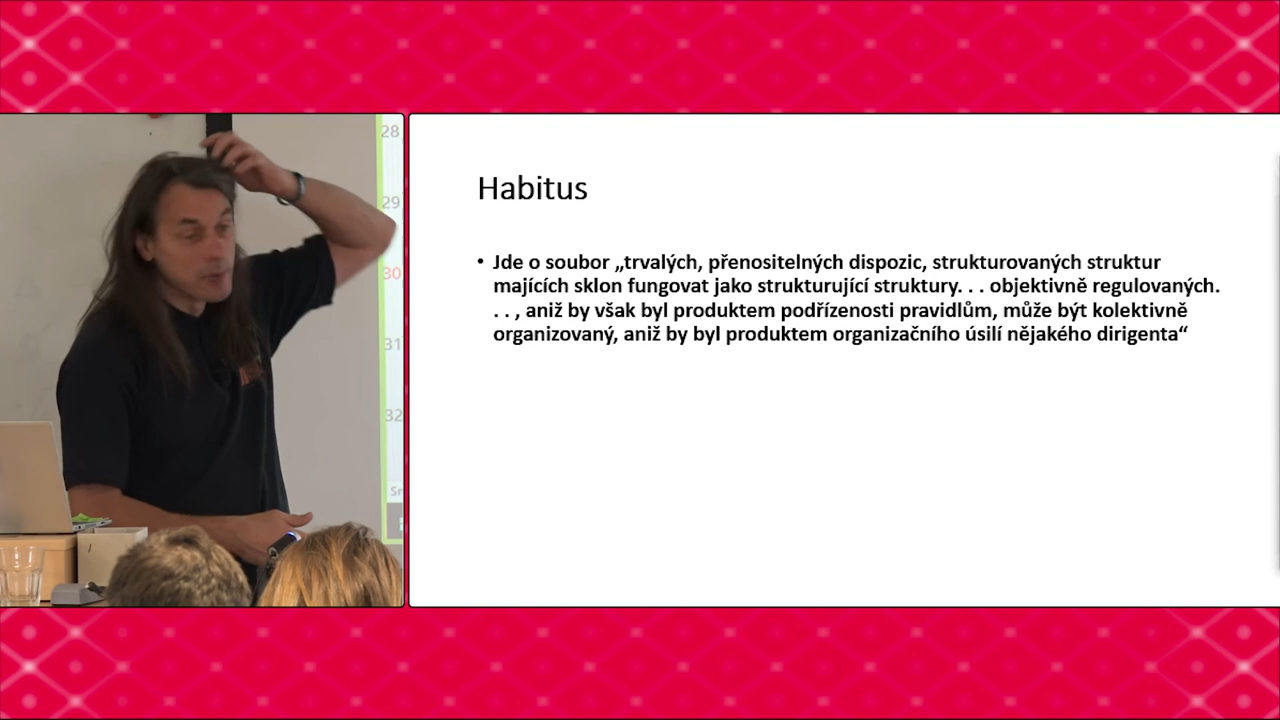 28
29
30
31
32
Habitus
• Jde o soubor „trvalých, přenositelných dispozic, strukturovaných struktur
majících sklon fungovat jako strukturující struktury. . . objektivně regulovaných.
. . , aniž by však byl produktem podřízenosti pravidlům, může být kolektivně
organizovaný, aniž by byl produktem organizačního úsilí nějakého dirigenta“